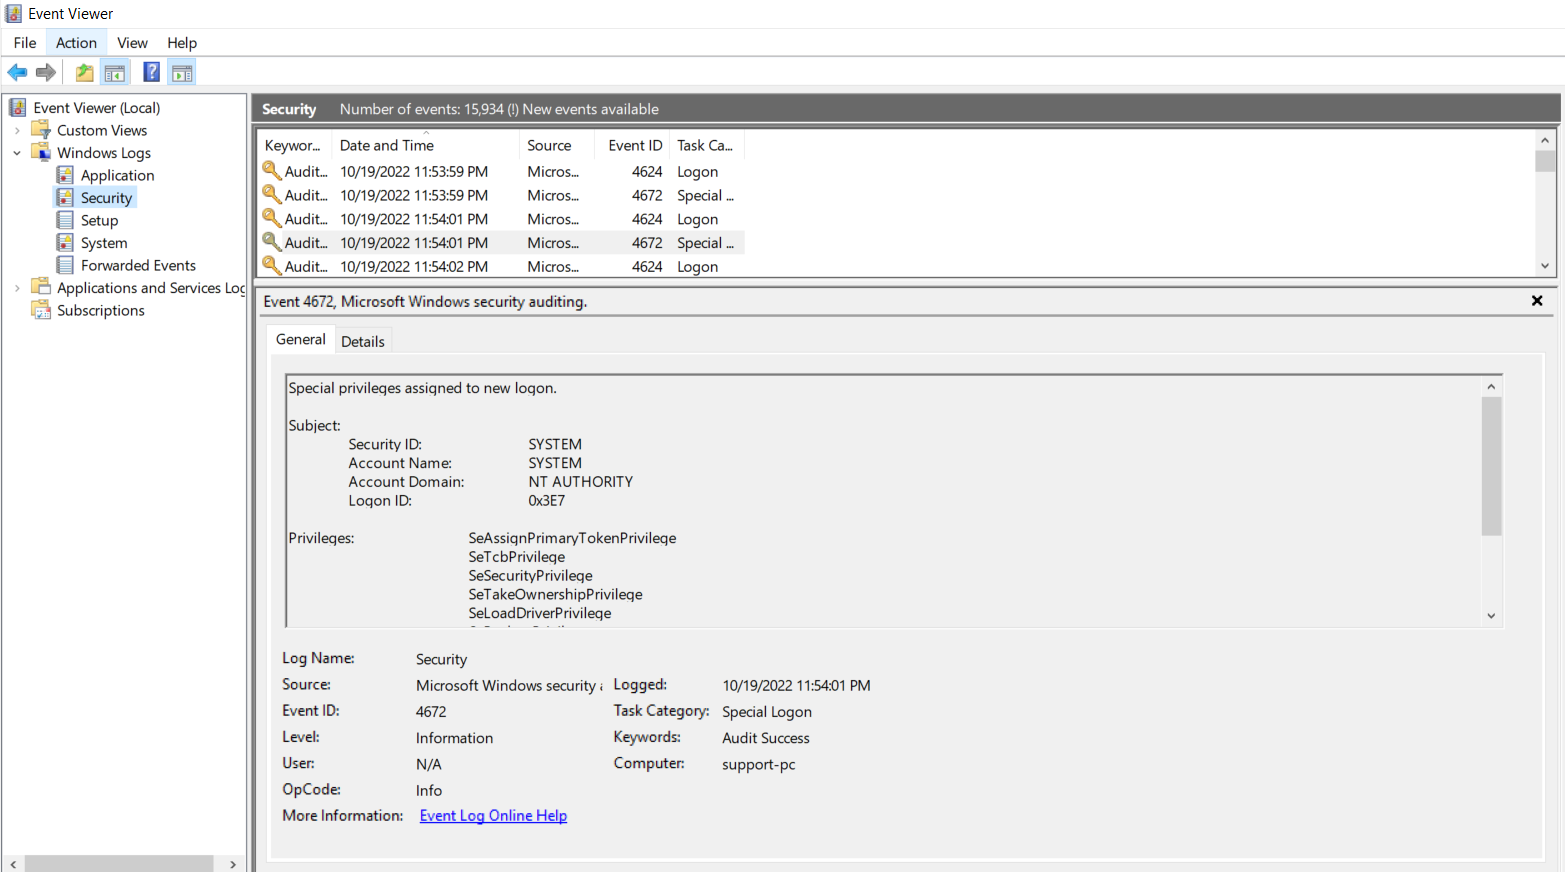 Event Viewer
File Action View Help
Event Viewer (Local)
Custom Views
Windows Logs
Application
Security
Setup
System
Forwarded Events
Applications and Services Log
Subscriptions
Security Number of events: 15,934 (!) New events available
Keywor... Date and Time Source Event ID Task Ca...
Audit... 10/19/2022 11:53:59 PM Micros... 4624 Logon
Audit... 10/19/2022 11:53:59 PM Micros... 4672 Special ...
Audit... 10/19/2022 11:54:01 PM Micros... 4624 Logon
Audit... 10/19/2022 11:54:01 PM Micros... 4672 Special ...
Audit... 10/19/2022 11:54:02 PM Micros... 4624 Logon
Event 4672, Microsoft Windows security auditing.
General Details
Special privileges assigned to new logon.
Subject:
Security ID: SYSTEM
Account Name: SYSTEM
Account Domain: NT AUTHORITY
Logon ID: 0x3E7
Privileges: SeAssignPrimaryTokenPrivilege
SeTcbPrivilege
SeSecurityPrivilege
SeTakeOwnershipPrivilege
SeLoadDriverPrivilege
Log Name: Security
Source: Microsoft Windows security Logged: 10/19/2022 11:54:01 PM
Event ID: 4672 Task Category: Special Logon
Level: Information Keywords: Audit Success
User: N/A Computer: support-pc
OpCode: Info
More Information: Event Log Online Help